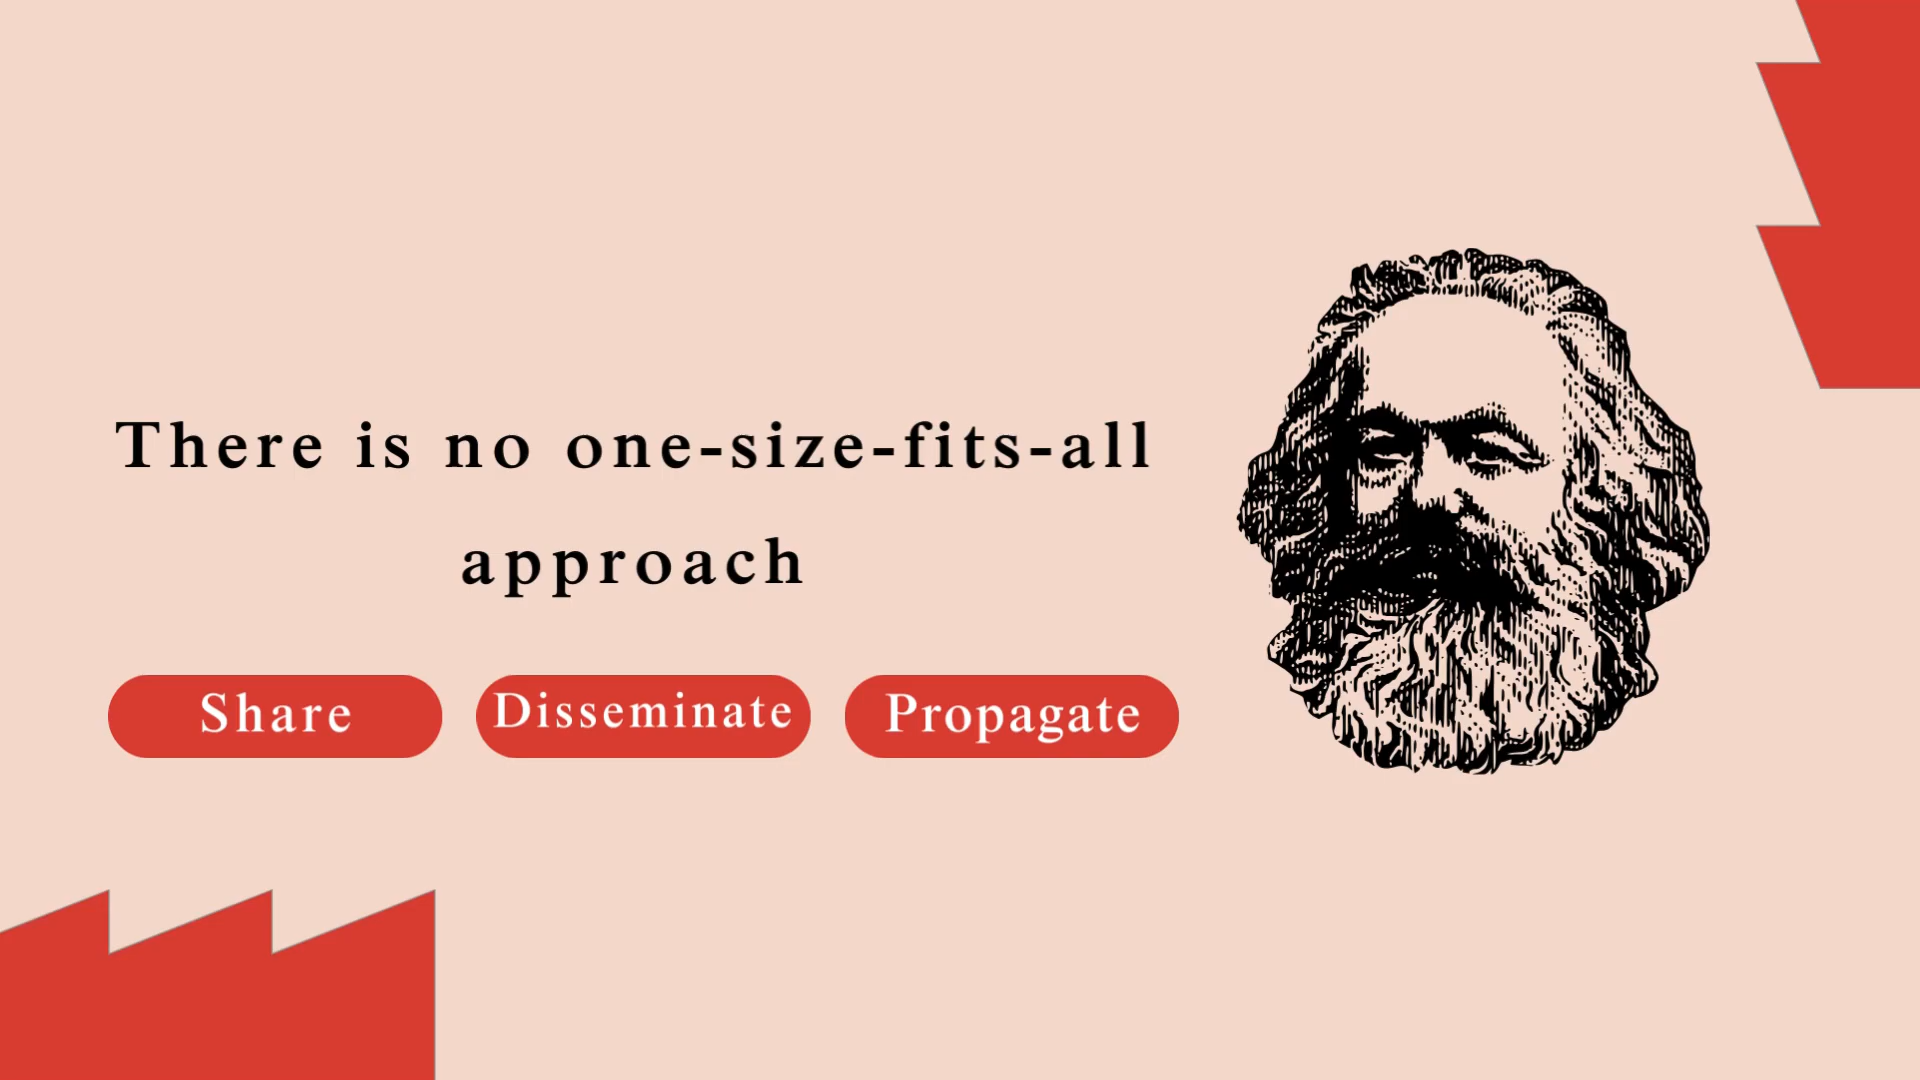 There is no one-size-fits-all
approach
Share
Disseminate
Propagate